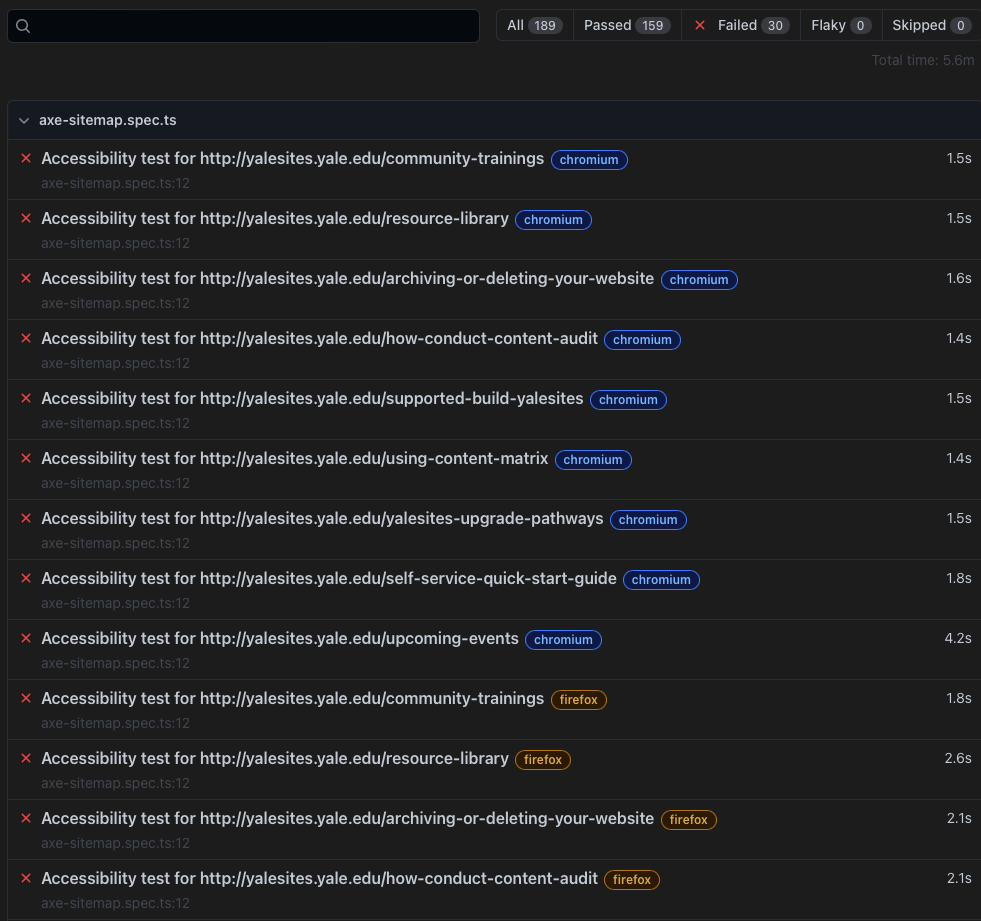 All 189 Passed 159 Failed 30 Flaky 0 Skipped 0
Total time: 5.6m
axe-sitemap.spec.ts
Accessibility test for http://yalesites.yale.edu/community-trainings chromium 1.5s
axe-sitemap.spec.ts:12
Accessibility test for http://yalesites.yale.edu/resource-library chromium 1.5s
axe-sitemap.spec.ts:12
Accessibility test for http://yalesites.yale.edu/archiving-or-deleting-your-website chromium 1.6s
axe-sitemap.spec.ts:12
Accessibility test for http://yalesites.yale.edu/how-conduct-content-audit chromium 1.4s
axe-sitemap.spec.ts:12
Accessibility test for http://yalesites.yale.edu/supported-build-yalesites chromium 1.5s
axe-sitemap.spec.ts:12
Accessibility test for http://yalesites.yale.edu/using-content-matrix chromium 1.4s
axe-sitemap.spec.ts:12
Accessibility test for http://yalesites.yale.edu/yalesites-upgrade-pathways chromium 1.5s
axe-sitemap.spec.ts:12
Accessibility test for http://yalesites.yale.edu/self-service-quick-start-guide chromium 1.8s
axe-sitemap.spec.ts:12
Accessibility test for http://yalesites.yale.edu/upcoming-events chromium 4.2s
axe-sitemap.spec.ts:12
Accessibility test for http://yalesites.yale.edu/community-trainings firefox 1.8s
axe-sitemap.spec.ts:12
Accessibility test for http://yalesites.yale.edu/resource-library firefox 2.6s
axe-sitemap.spec.ts:12
Accessibility test for http://yalesites.yale.edu/archiving-or-deleting-your-website firefox 2.1s
axe-sitemap.spec.ts:12
Accessibility test for http://yalesites.yale.edu/how-conduct-content-audit firefox 2.1s
axe-sitemap.spec.ts:12